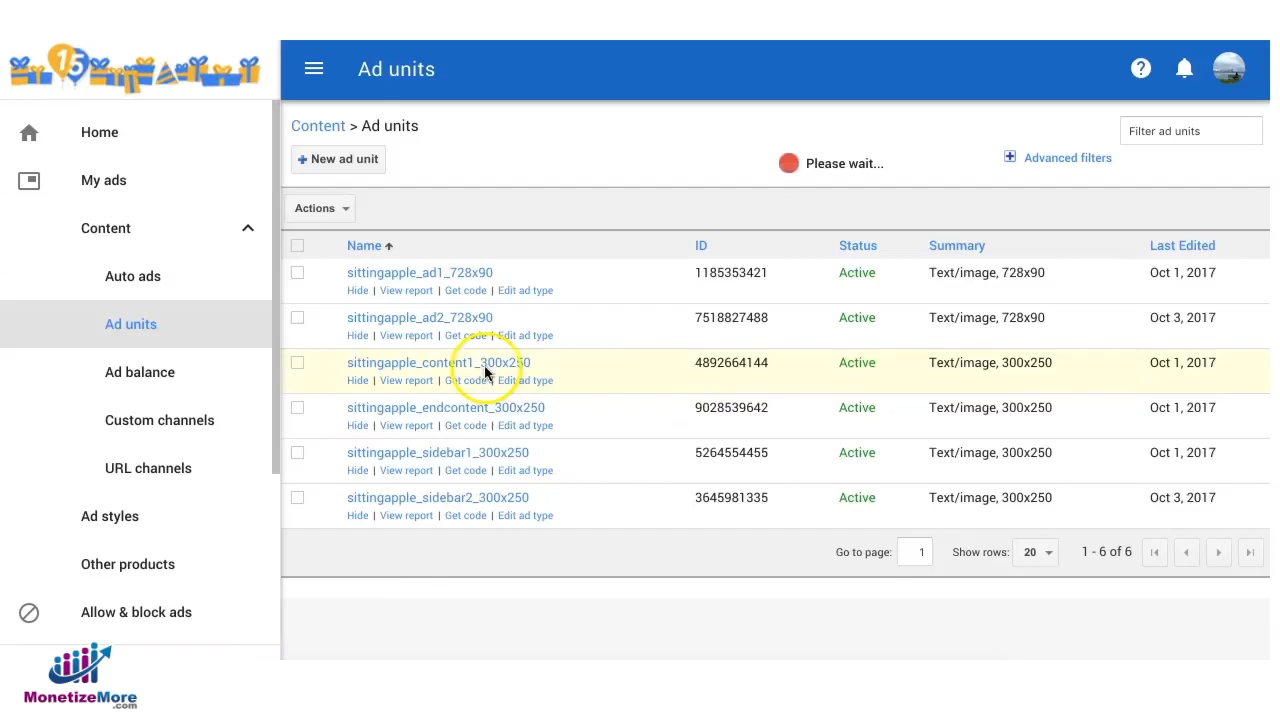 15
Ad units
Home
My ads
Content
Auto ads
Ad units
Ad balance
Custom channels
URL channels
Ad styles
Other products
Allow & block ads
MonetizeMore
.com
Content > Ad units
Filter ad units
+ New ad unit
Please wait...
Advanced filters
Actions
Name ID Status Summary Last Edited
sittingapple_ad1_728x90 1185353421 Active Text/image, 728x90 Oct 1, 2017
Hide | View report | Get code | Edit ad type
sittingapple_ad2_728x90 7518827488 Active Text/image, 728x90 Oct 3, 2017
Hide | View report | Get code | Edit ad type
sittingapple_content1_300x250 4892664144 Active Text/image, 300x250 Oct 1, 2017
Hide | View report | Get code | Edit ad type
sittingapple_endcontent_300x250 9028539642 Active Text/image, 300x250 Oct 1, 2017
Hide | View report | Get code | Edit ad type
sittingapple_sidebar1_300x250 5264554455 Active Text/image, 300x250 Oct 1, 2017
Hide | View report | Get code | Edit ad type
sittingapple_sidebar2_300x250 3645981335 Active Text/image, 300x250 Oct 3, 2017
Hide | View report | Get code | Edit ad type
Go to page: 1 Show rows: 20 1 - 6 of 6